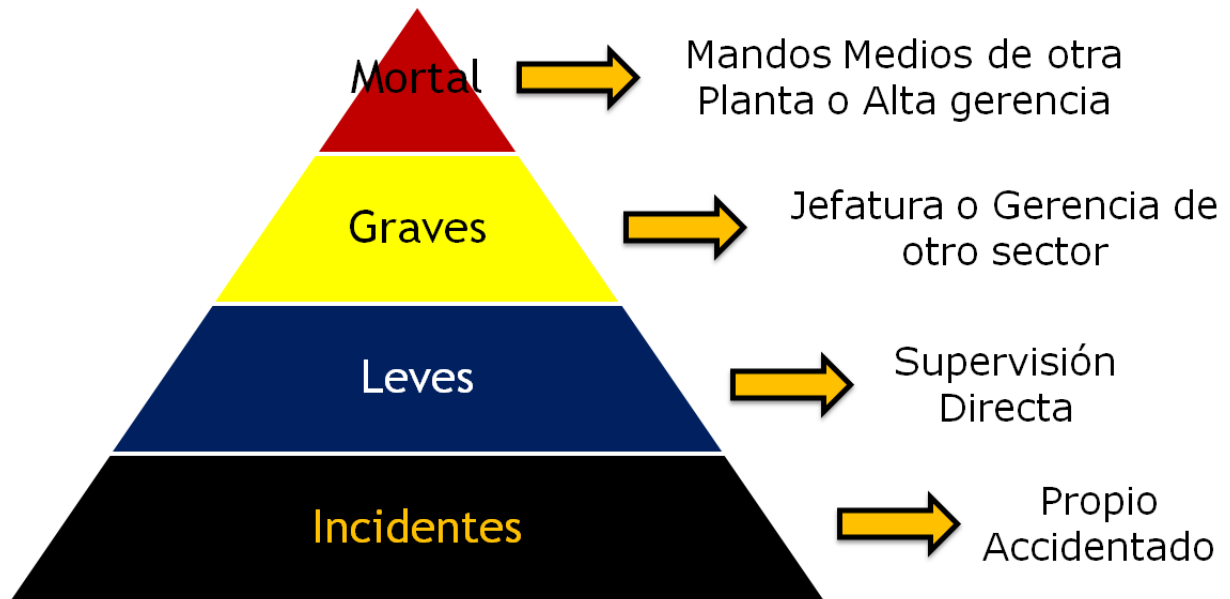 Mortal
Mandos Medios de otra
Planta o Alta gerencia
Graves
Jefatura o Gerencia de
otro sector
Leves
Supervisión
Directa
Incidentes
Propio
Accidentado